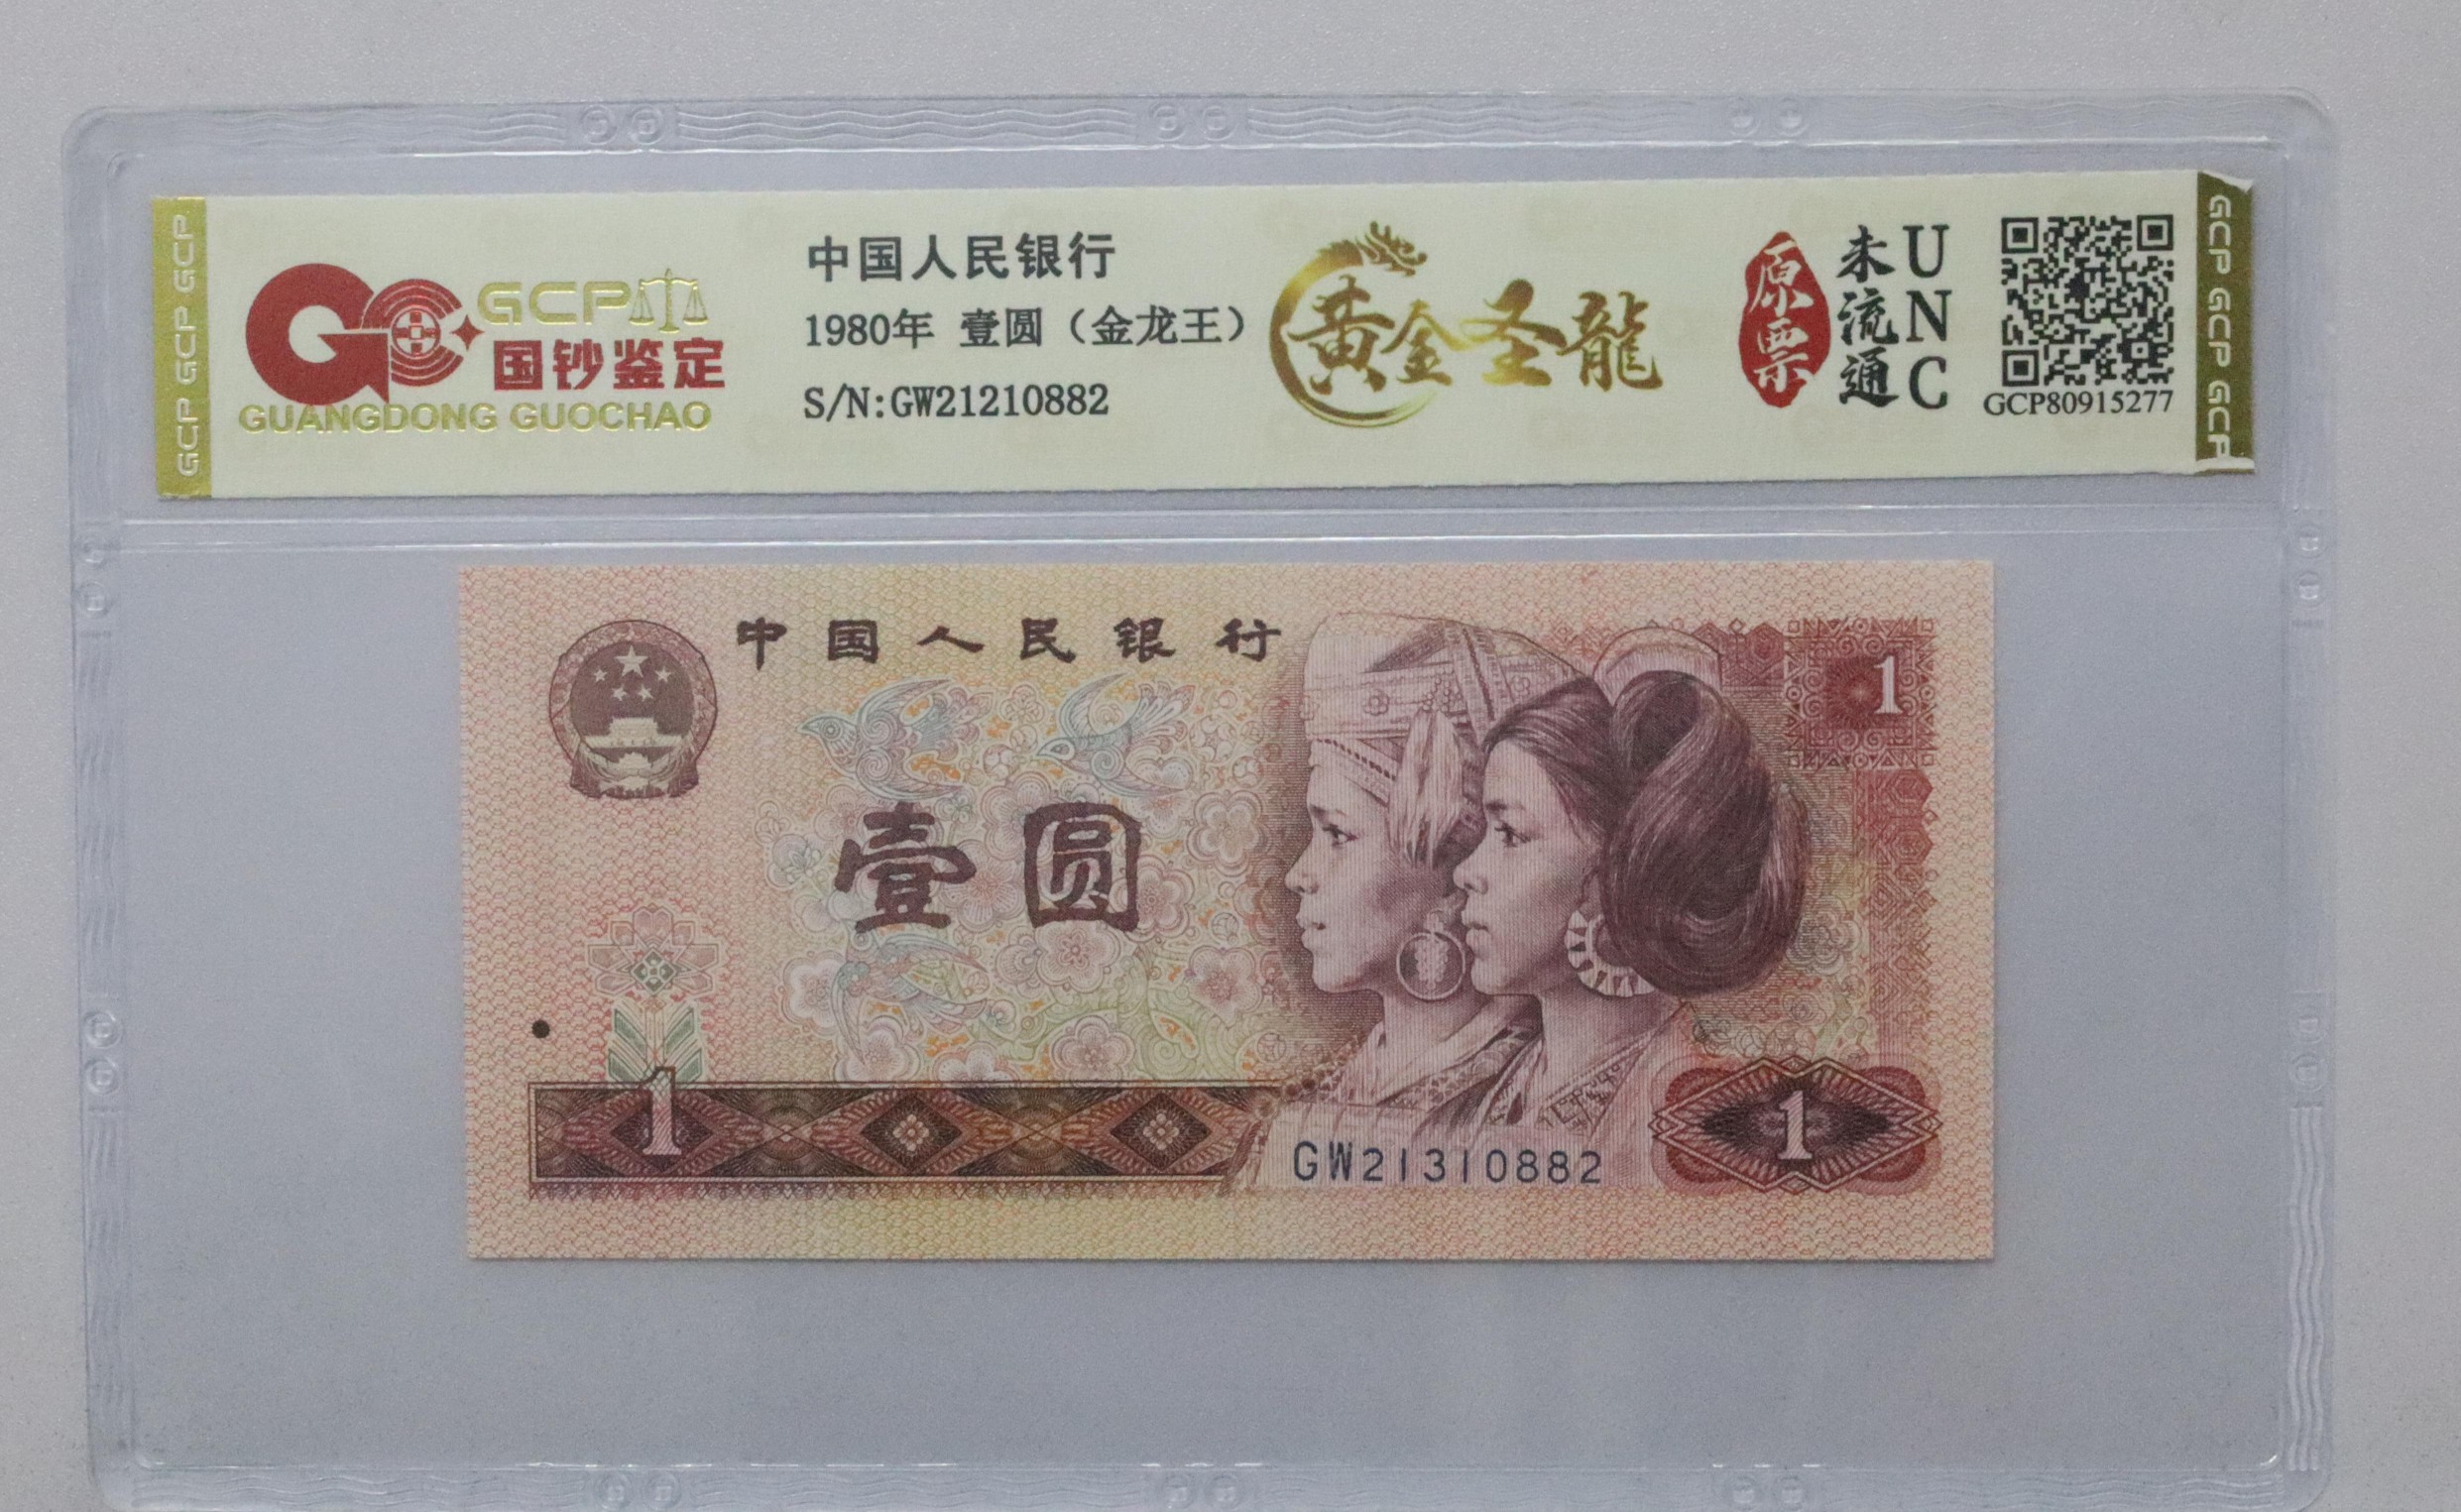 GCP
国钞鉴定
GUANGDONG GUOCHAO
中国人民银行
1980年 壹圆（金龙王）
S/N:GW21210882
黄金圣龍
原票
未流通
UNC
GCP80915277
GCP GCP GCP
GCP GCP GCP
中国人民银行
1
壹圆
1
1
GW21310882